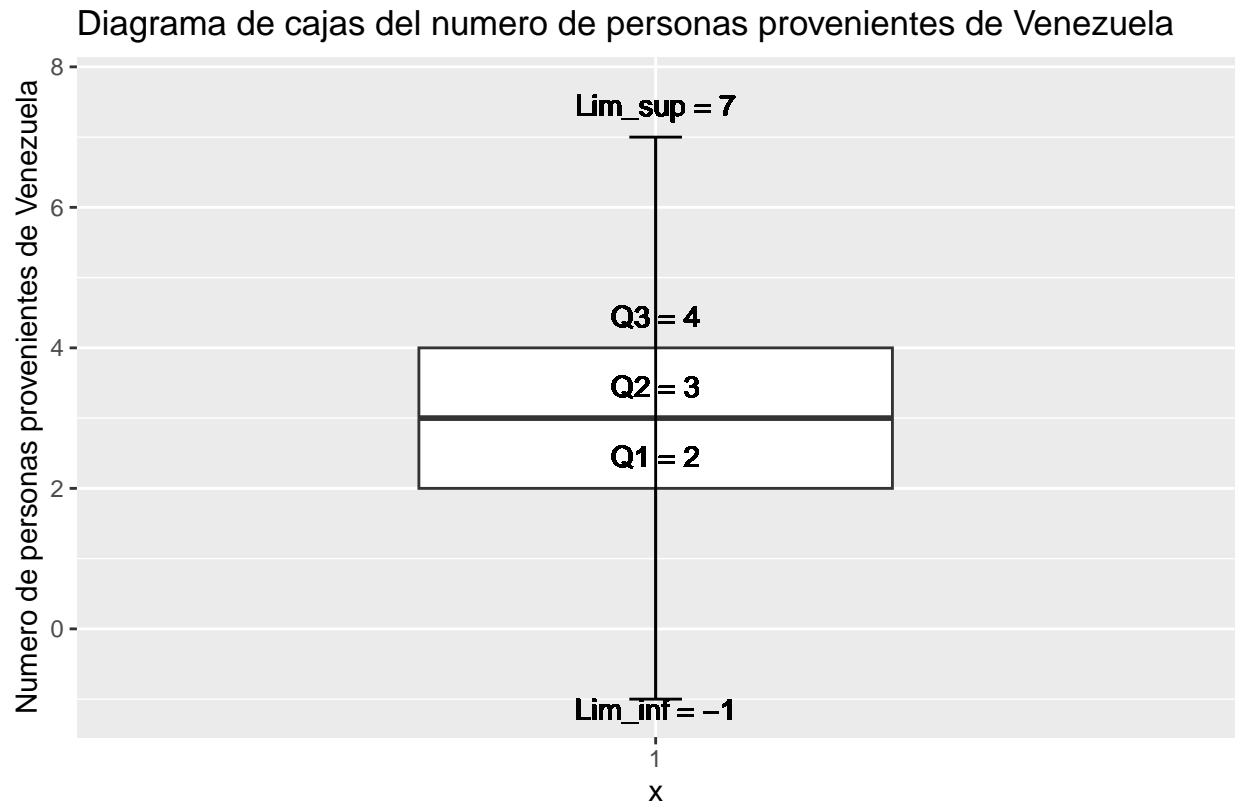 Diagrama de cajas del numero de personas provenientes de Venezuela
Numero de personas provenientes de Venezuela
8
6
4
2
0
Lim_sup = 7
Q3 = 4
Q2 = 3
Q1 = 2
Lim_inf = −1
1
x